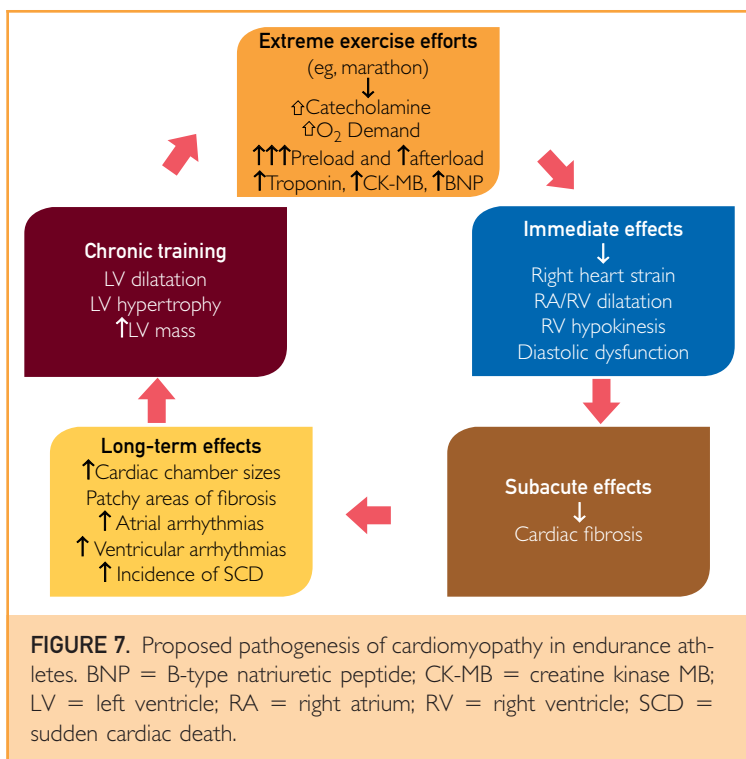 Extreme exercise efforts
(eg, marathon)
↓
⇧Catecholamine
⇧O₂ Demand
↑↑↑Preload and ↑afterload
↑Troponin, ↑CK-MB, ↑BNP
Immediate effects
↓
Right heart strain
RA/RV dilatation
RV hypokinesis
Diastolic dysfunction
Subacute effects
↓
Cardiac fibrosis
Long-term effects
↑Cardiac chamber sizes
Patchy areas of fibrosis
↑ Atrial arrhythmias
↑ Ventricular arrhythmias
↑ Incidence of SCD
Chronic training
LV dilatation
LV hypertrophy
↑LV mass
FIGURE 7. Proposed pathogenesis of cardiomyopathy in endurance ath-
letes. BNP = B-type natriuretic peptide; CK-MB = creatine kinase MB;
LV = left ventricle; RA = right atrium; RV = right ventricle; SCD =
sudden cardiac death.